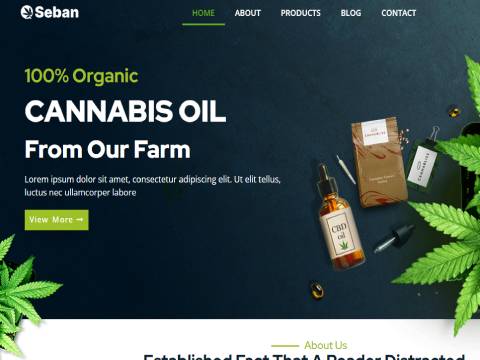 Seban
HOME ABOUT PRODUCTS BLOG CONTACT
100% Organic
CANNABIS OIL
From Our Farm
Lorem ipsum dolor sit amet, consectetur adipiscing elit. Ut elit tellus,
luctus nec ullamcorper labore
View More
CBD
oil
About Us
Established Fact That A Reader Distracted